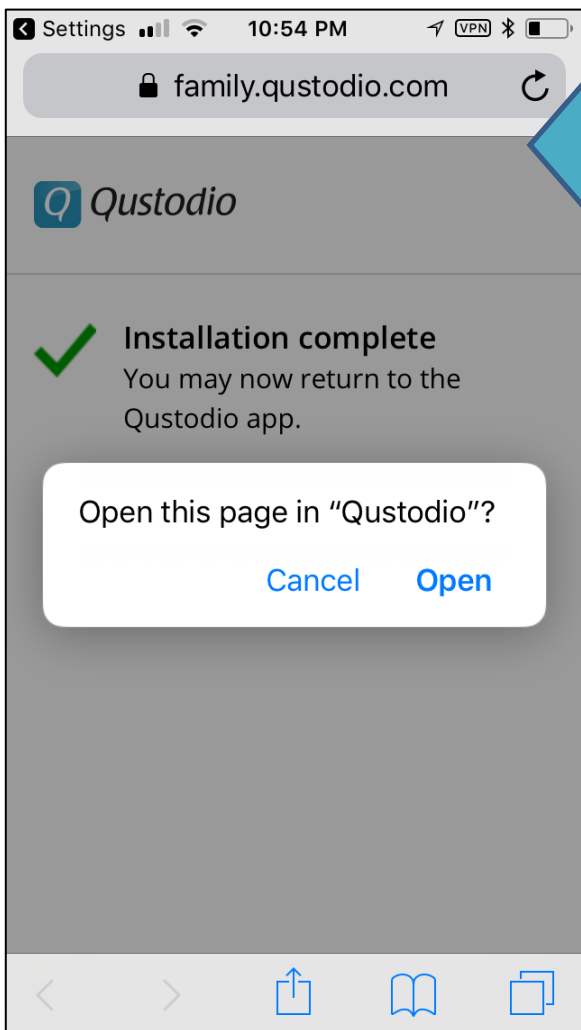 Settings 10:54 PM VPN
family.qustodio.com
Q Qustodio
Installation complete
You may now return to the
Qustodio app.
Open this page in “Qustodio”?
Cancel Open